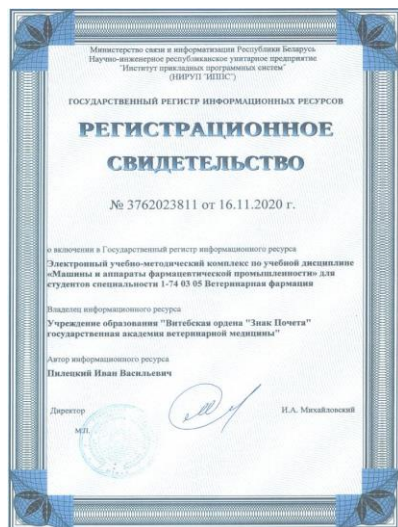 Министерство связи и информатизации Республики Беларусь
Научно-инженерное республиканское унитарное предприятие
"Институт прикладных программных систем"
(НИРУП "ИППС")
ГОСУДАРСТВЕННЫЙ РЕГИСТР ИНФОРМАЦИОННЫХ РЕСУРСОВ
РЕГИСТРАЦИОННОЕ
СВИДЕТЕЛЬСТВО
№ 3762023811 от 16.11.2020 г.
о включении в Государственный регистр информационного ресурса
Электронный учебно-методический комплекс по учебной дисциплине
«Машины и аппараты фармацевтической промышленности» для
студентов специальности 1-74 03 05 Ветеринарная фармация
Владелец информационного ресурса
Учреждение образования "Витебская ордена "Знак Почета"
государственная академия ветеринарной медицины"
Автор информационного ресурса
Пилецкий Иван Васильевич
Директор
И.А. Михайловский
М.П.